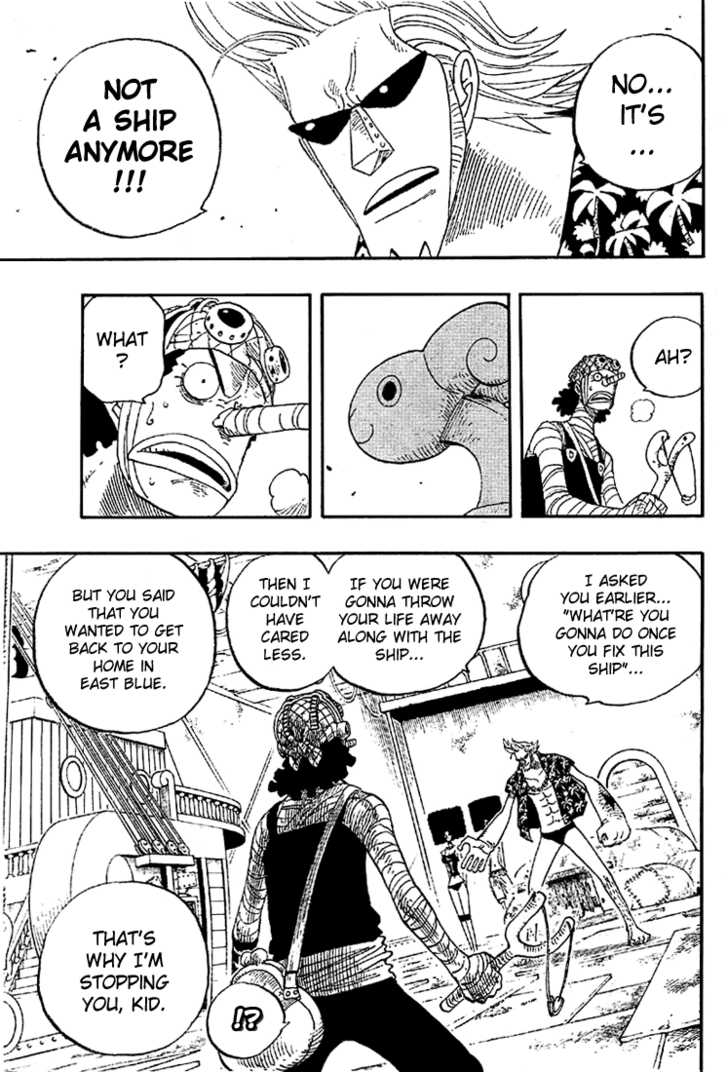 NO...
IT'S
...
NOT
A SHIP
ANYMORE
!!!
AH?
WHAT
?
I ASKED
YOU EARLIER...
"WHAT'RE YOU
GONNA DO ONCE
YOU FIX THIS
SHIP"...
IF YOU WERE
GONNA THROW
YOUR LIFE AWAY
ALONG WITH THE
SHIP...
THEN I
COULDN'T
HAVE
CARED
LESS.
BUT YOU SAID
THAT YOU
WANTED TO GET
BACK TO YOUR
HOME IN
EAST BLUE.
THAT'S
WHY I'M
STOPPING
YOU, KID.
!?